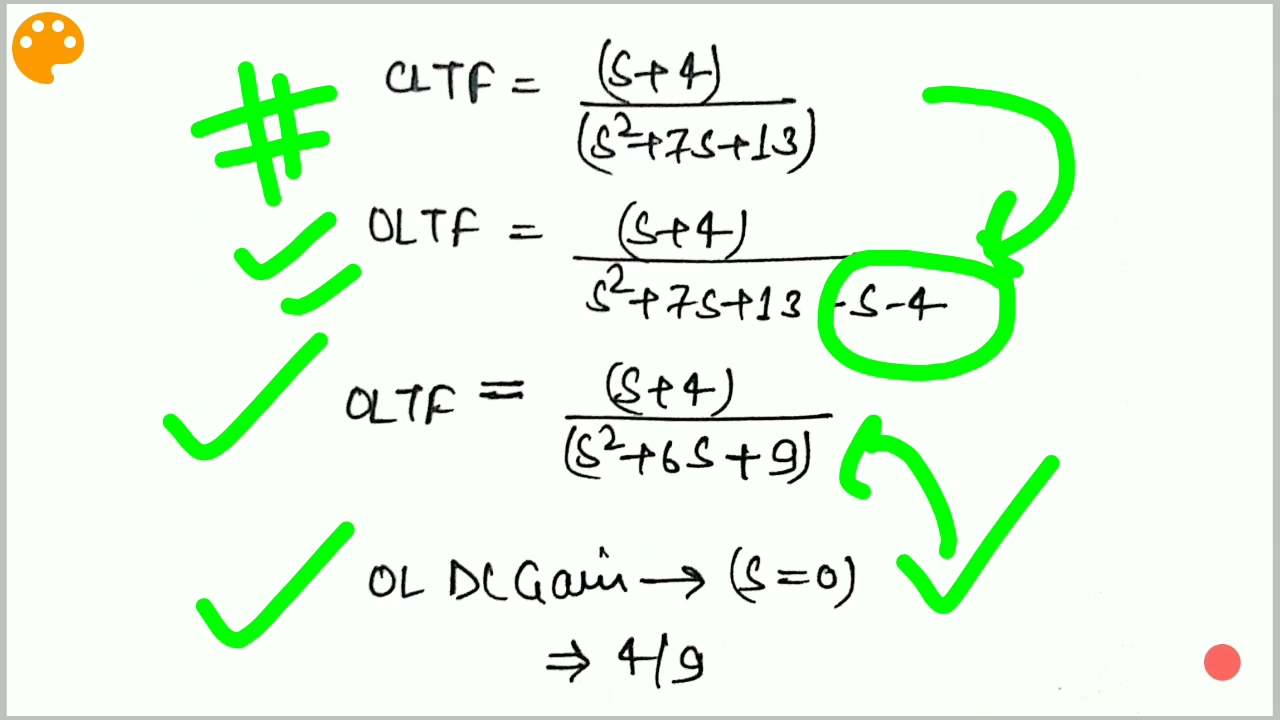 CLTF = (S+4)
(S²+7S+13)
OLTF = (S+4)
S²+7S+13 -S-4
OLTF = (S+4)
(S²+6S+9)
OL DC Gain → (S=0)
⇒ 4/9